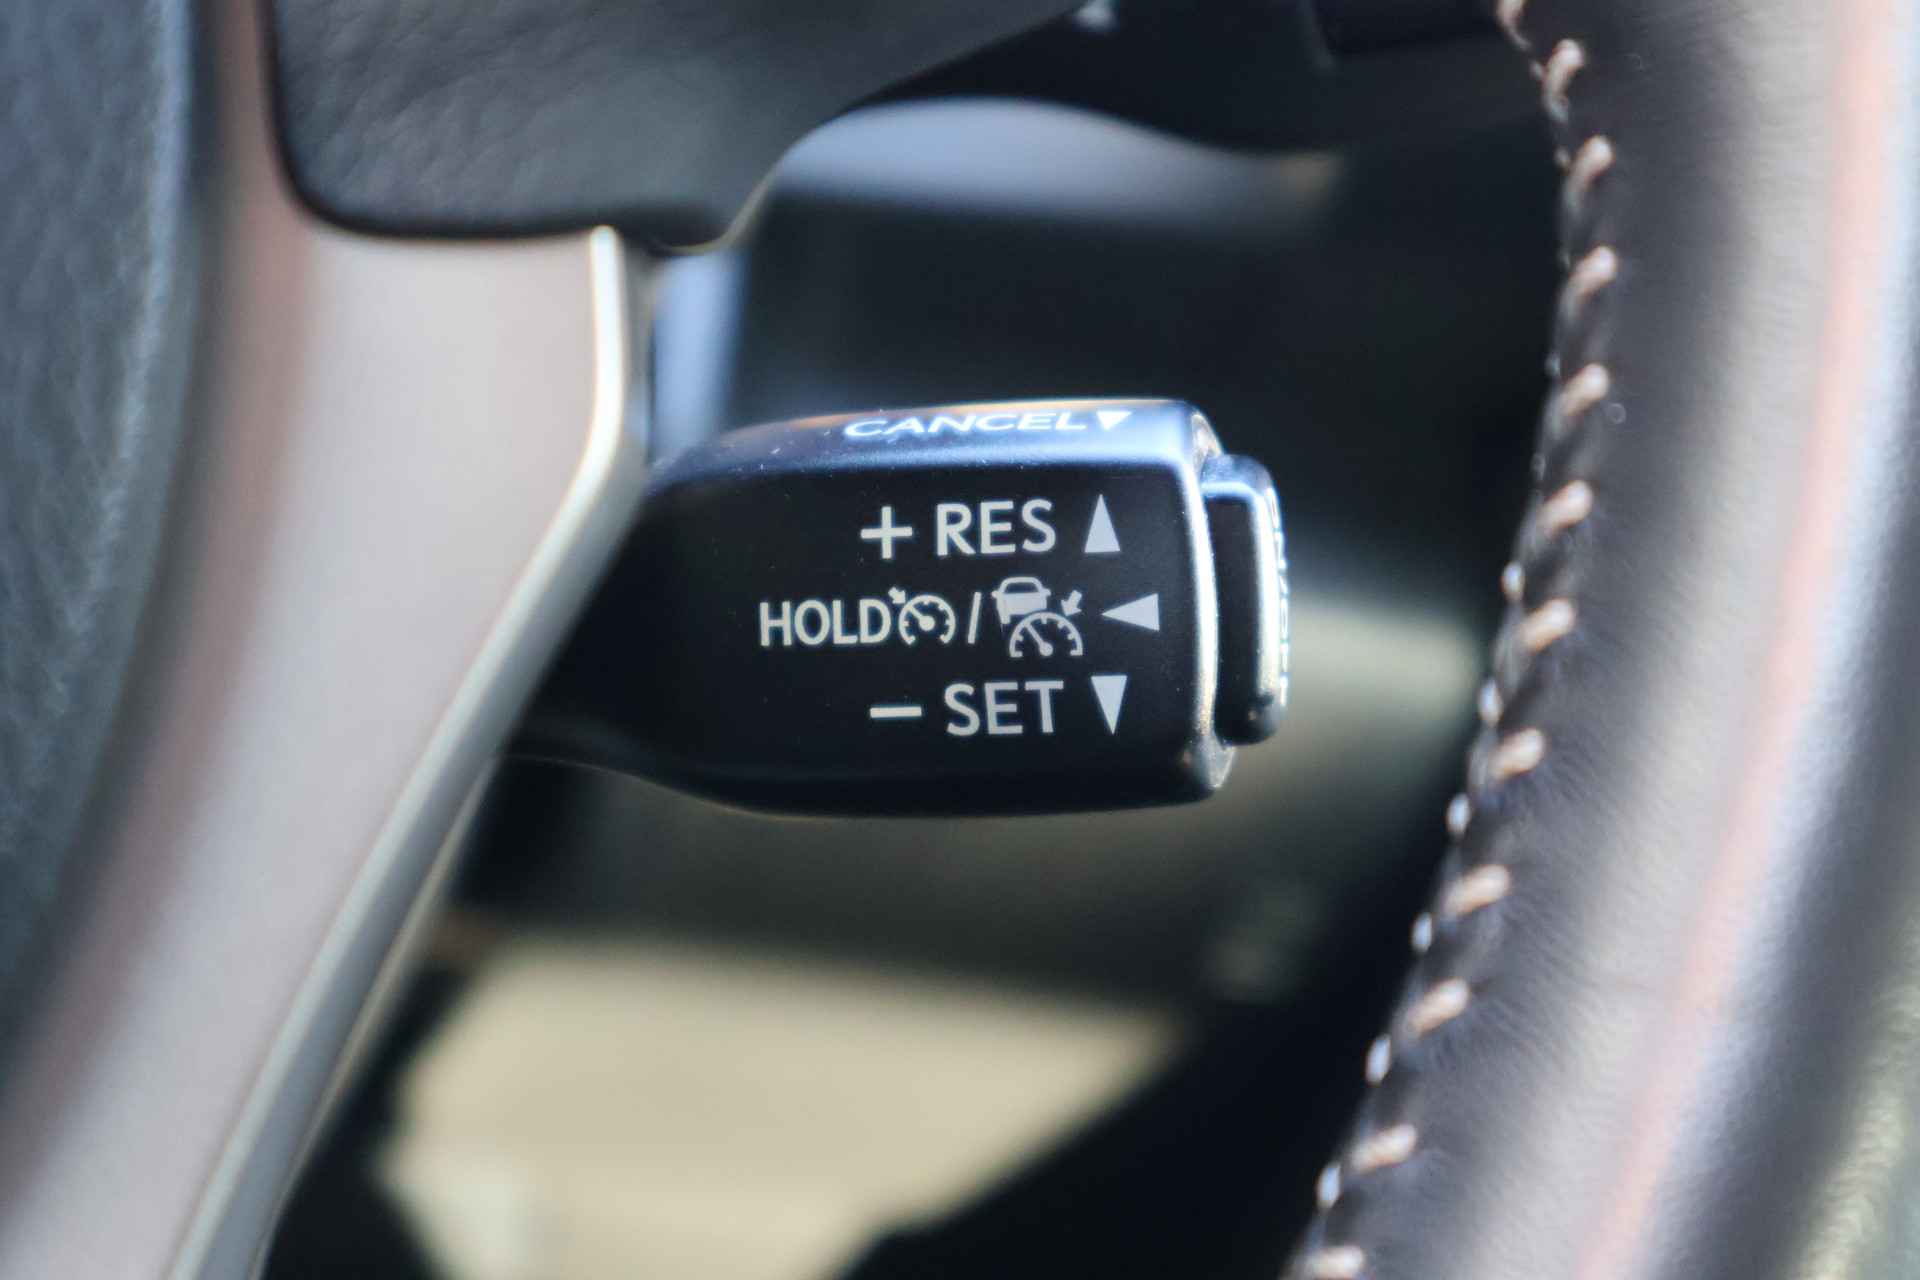 CANCEL
+ RES
HOLD /
− SET